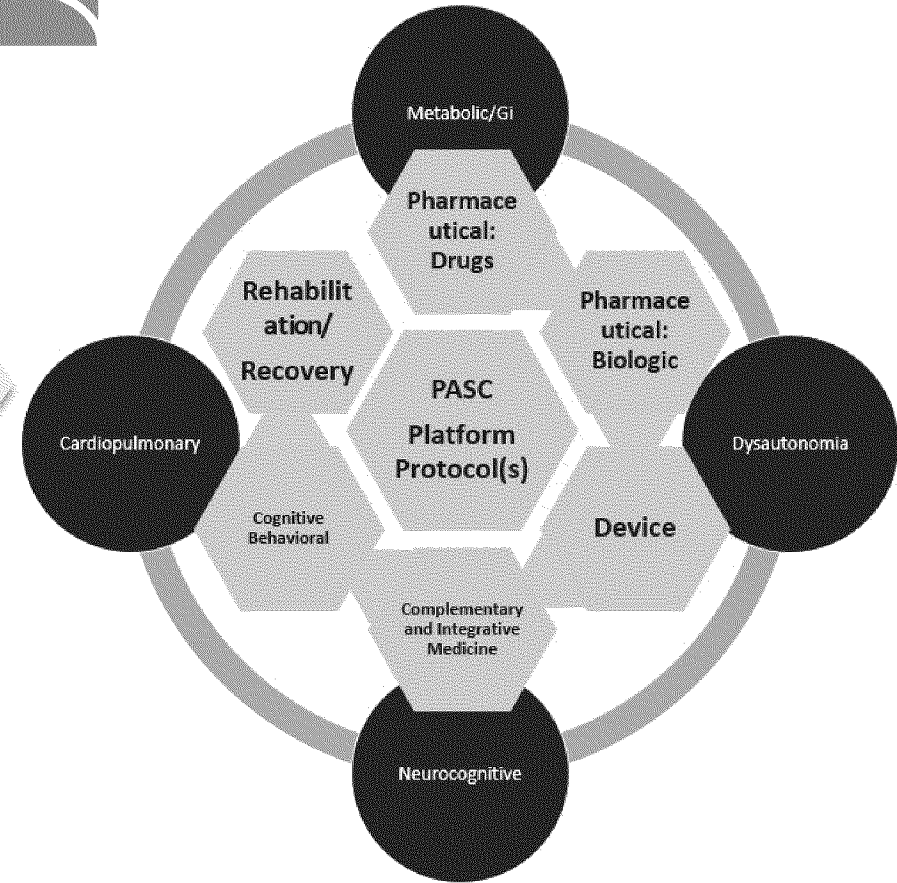 Metabolic/Gi
Pharmace
utical:
Drugs
Rehabilit
ation/
Recovery
Pharmace
utical:
Biologic
PASC
Platform
Protocol(s)
Cardiopulmonary
Dysautonomia
Cognitive
Behavioral
Device
Complementary
and Integrative
Medicine
Neurocognitive